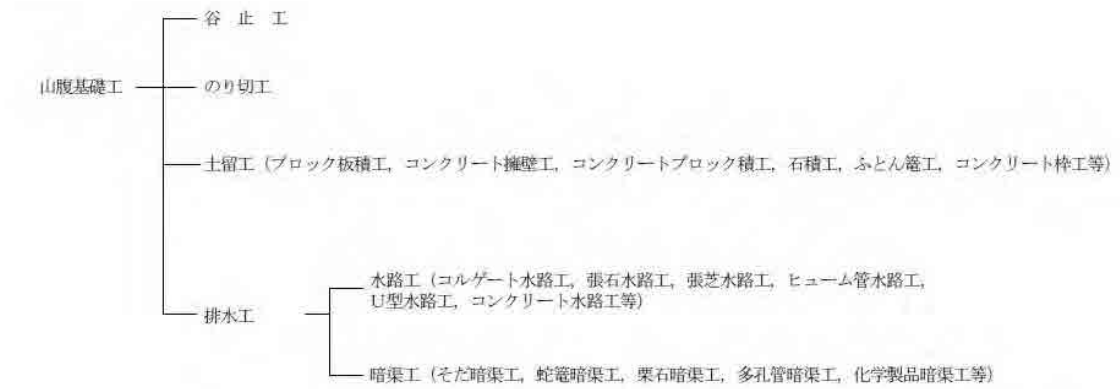 谷 止 工
山腹基礎工
のり切工
土留工（ブロック板積工，コンクリート擁壁工，コンクリートブロック積工，石積工，ふとん篭工，コンクリート枠工等）
排水工
水路工（コルゲート水路工，張石水路工，張芝水路工，ヒューム管水路工，
U型水路工，コンクリート水路工等）
暗渠工（そだ暗渠工，蛇篭暗渠工，栗石暗渠工，多孔管暗渠工，化学製品暗渠工等）